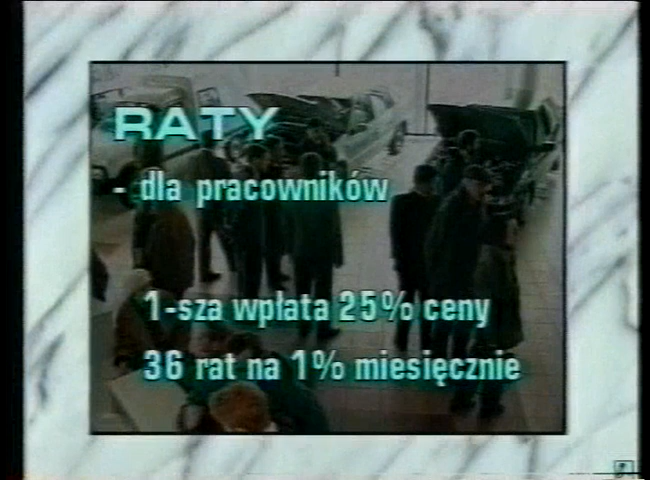 RATY
- dla pracowników
1-sza wpłata 25% ceny
36 rat na 1% miesięcznie